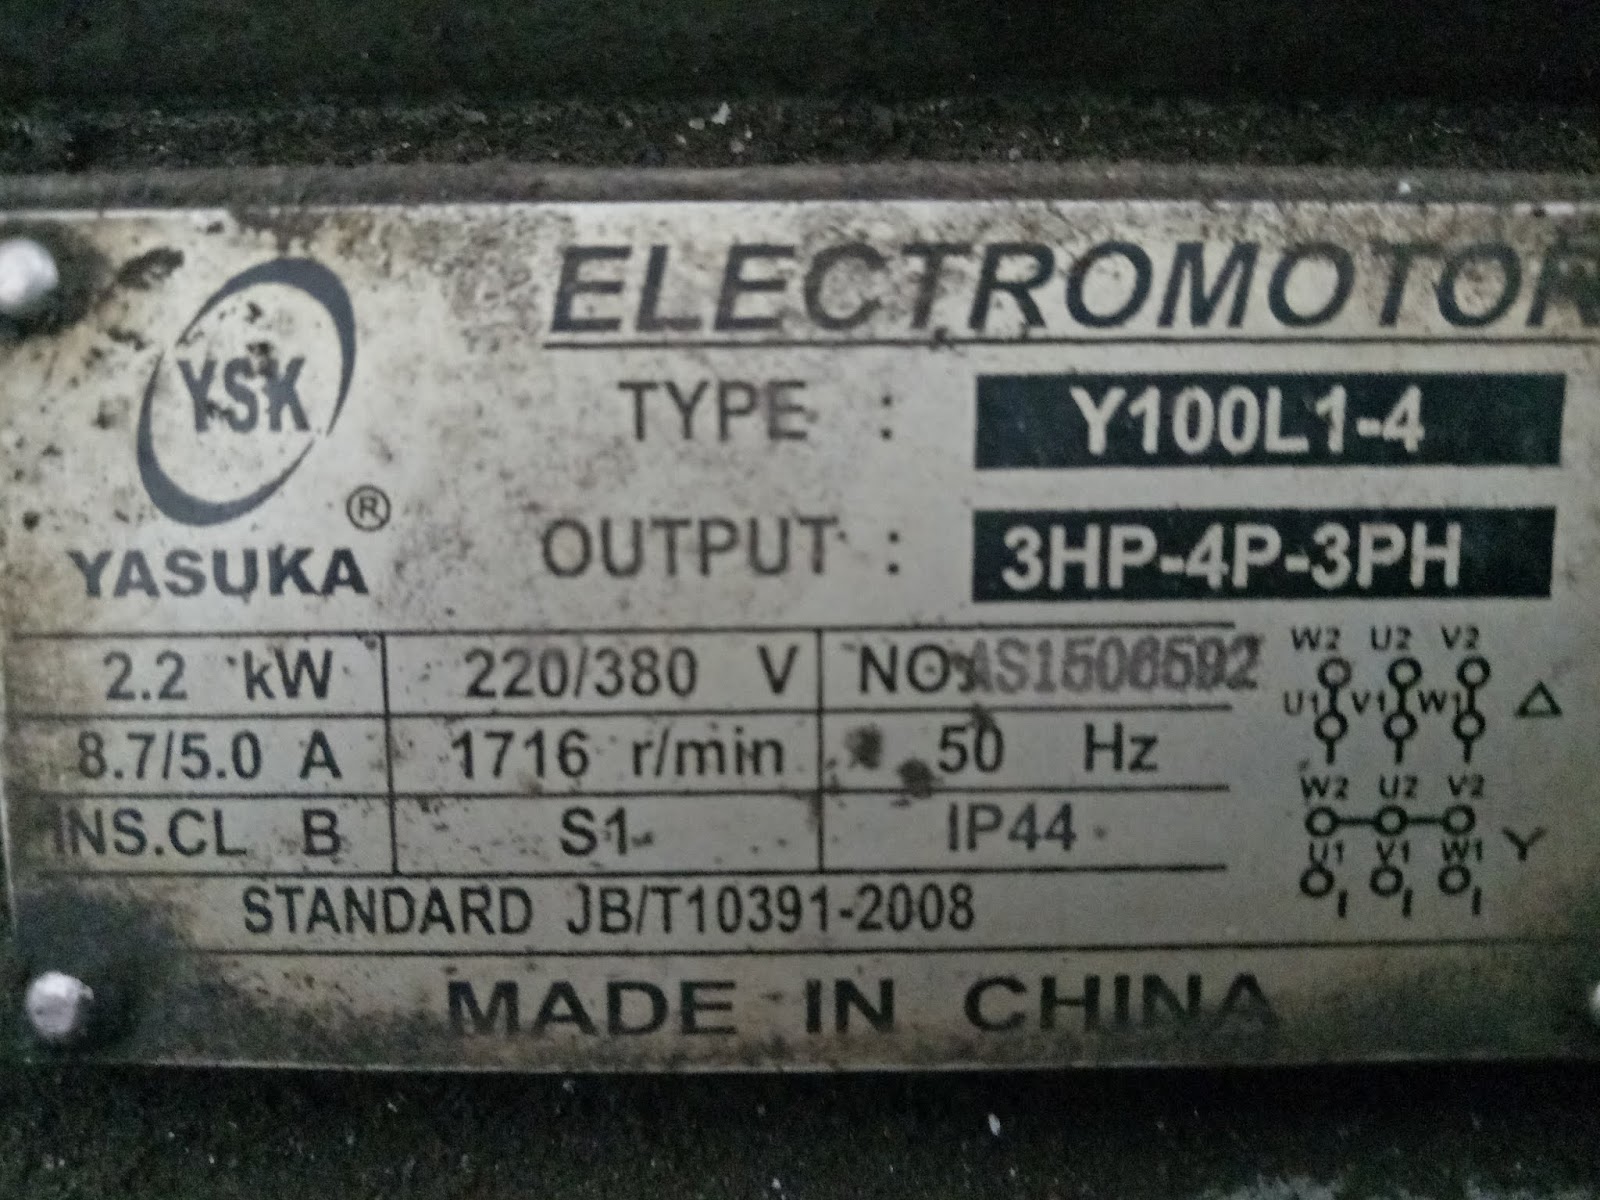 ELECTROMOTOR
YSK
®
YASUKA
TYPE : Y100L1-4
OUTPUT : 3HP-4P-3PH
2.2 kW 220/380 V NO.AS1506592
8.7/5.0 A 1716 r/min 50 Hz
INS.CL B S1 IP44
STANDARD JB/T10391-2008
W2 U2 V2
U1 V1 W1 △
W2 U2 V2
U1 V1 W1 Y
MADE IN CHINA